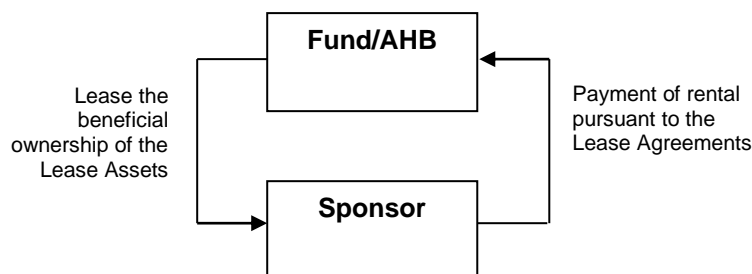 Fund/AHB
Lease the
beneficial
ownership of the
Lease Assets
Payment of rental
pursuant to the
Lease Agreements
Sponsor